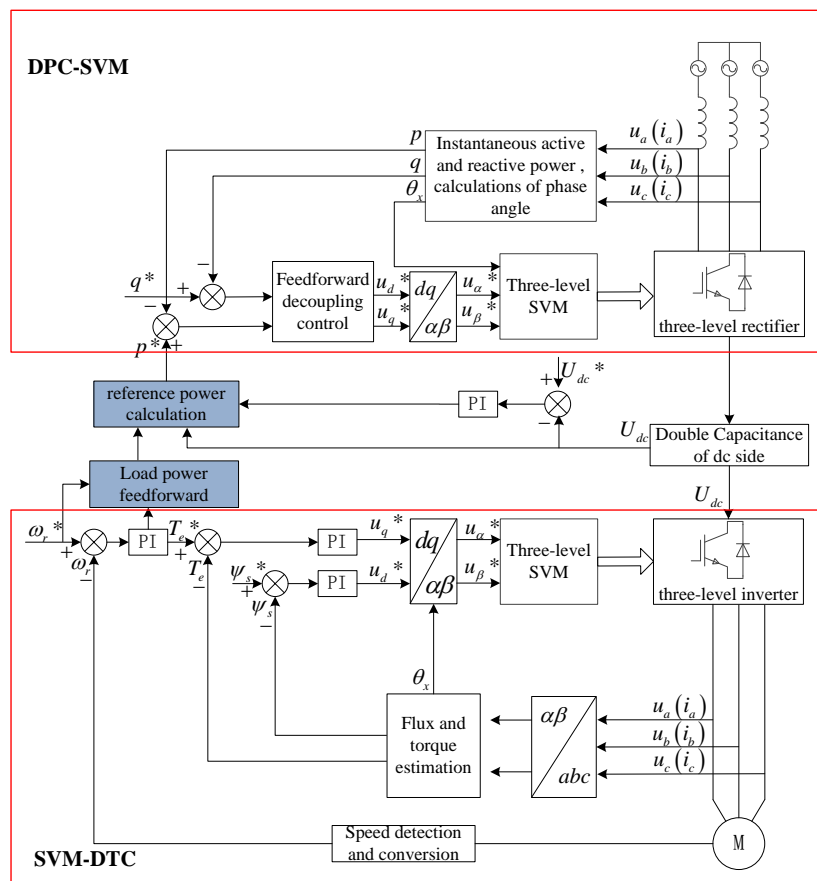 DPC-SVM
p
q
θx
Instantaneous active
and reactive power ,
calculations of phase
angle
ua(ia)
ub(ib)
uc(ic)
q*
−
+
−
+
p*
Feedforward
decoupling
control
ud*
uq*
dq
αβ
uα*
uβ*
Three-level
SVM
three-level rectifier
reference power
calculation
PI
+
−
Udc*
Udc
Double Capacitance
of dc side
Udc
Load power
feedforward
ωr*
+
ωr
−
PI
Te*
+
Te
−
ψs*
+
ψs
−
PI
PI
uq*
ud*
dq
αβ
uα*
uβ*
Three-level
SVM
three-level inverter
θx
Flux and
torque
estimation
αβ
abc
ua(ia)
ub(ib)
uc(ic)
Speed detection
and conversion
M
SVM-DTC